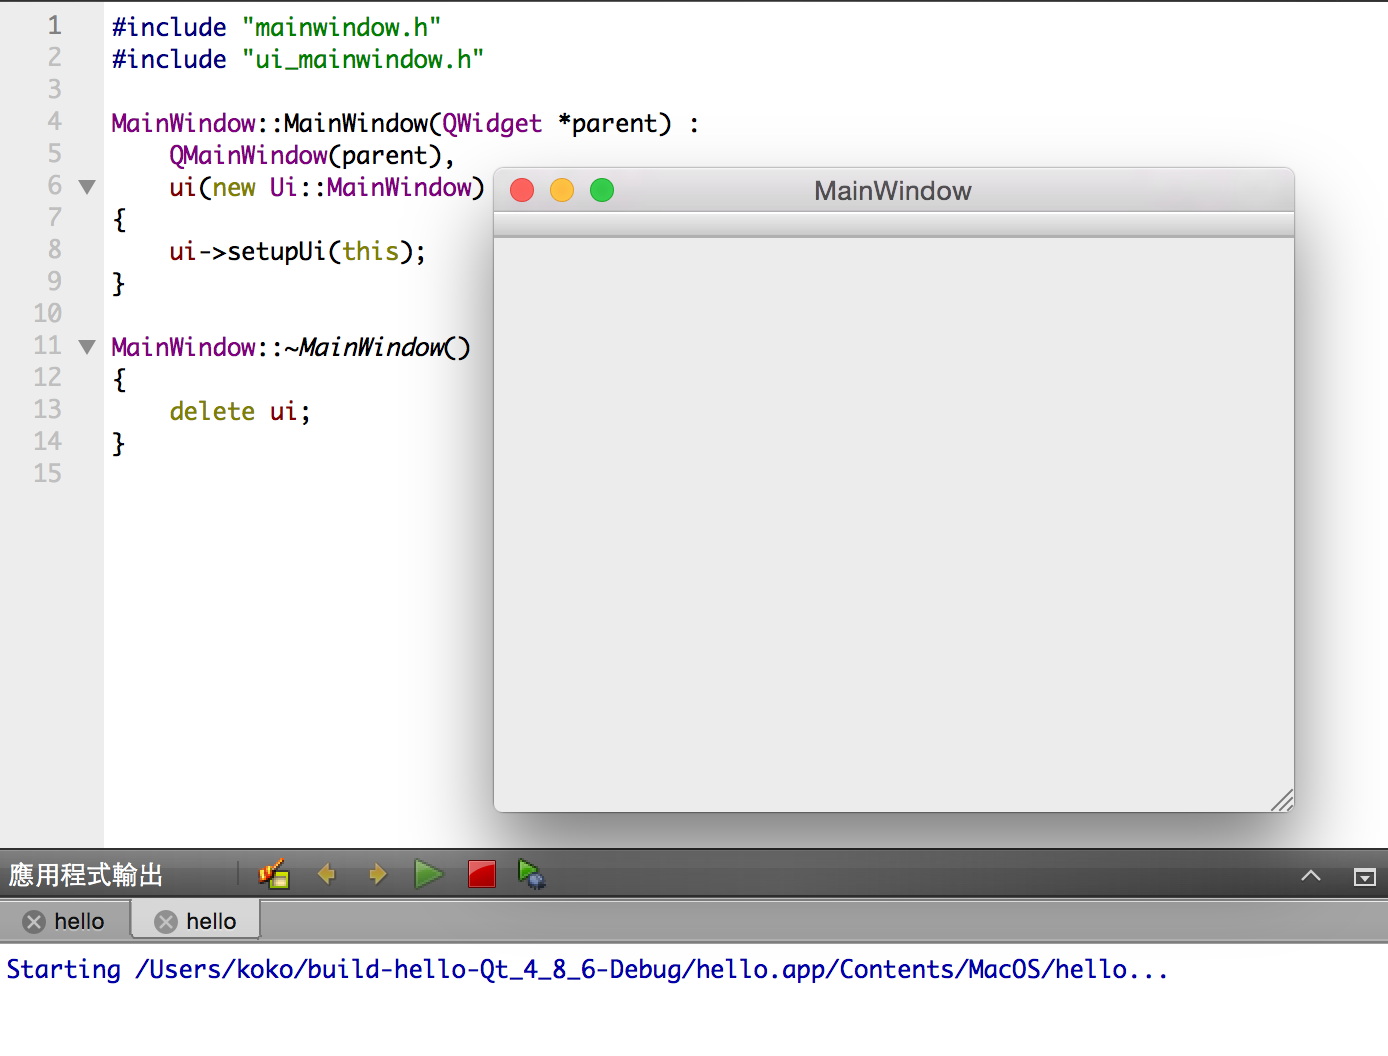 1 #include "mainwindow.h"
2 #include "ui_mainwindow.h"
3
4 MainWindow::MainWindow(QWidget *parent) :
5     QMainWindow(parent),
6     ui(new Ui::MainWindow)
7 {
8     ui->setupUi(this);
9 }
10
11 MainWindow::~MainWindow()
12 {
13     delete ui;
14 }
15
MainWindow
應用程式輸出
hello hello
Starting /Users/koko/build-hello-Qt_4_8_6-Debug/hello.app/Contents/MacOS/hello...